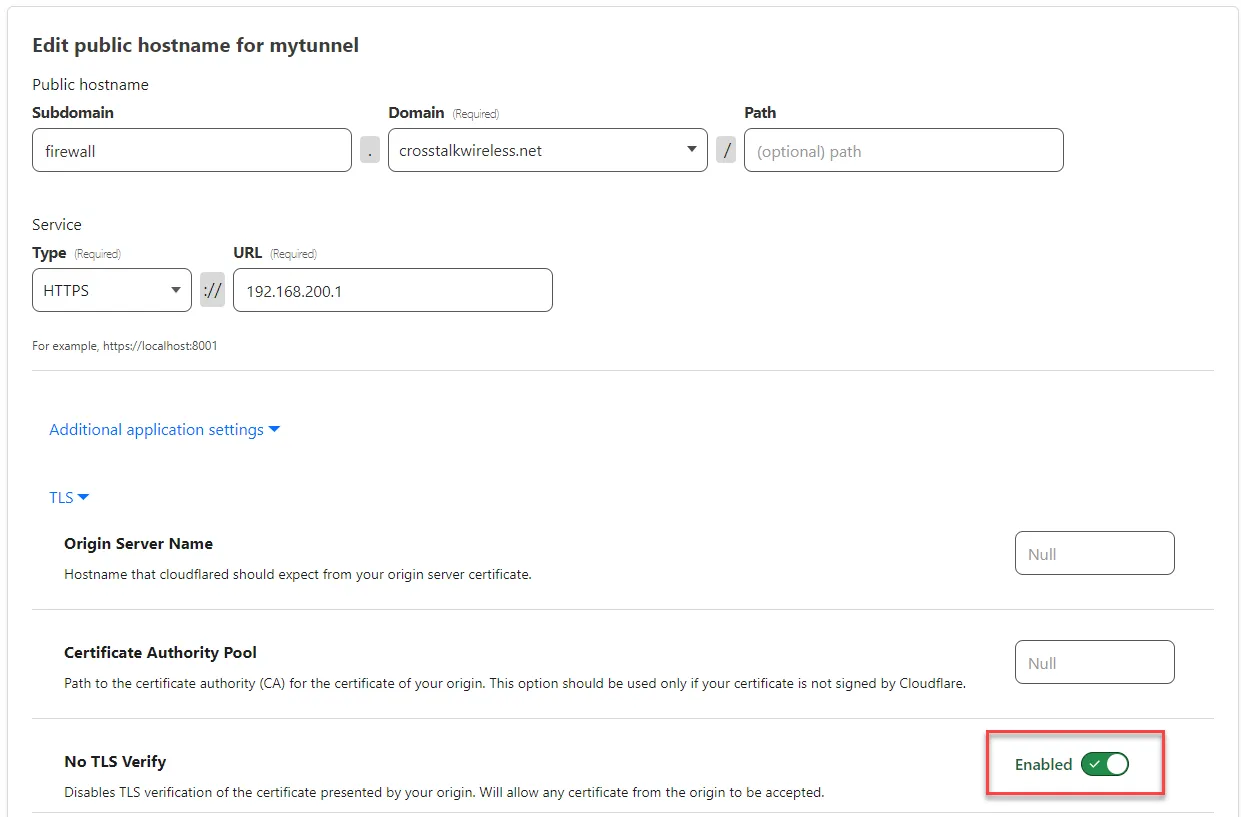 Edit public hostname for mytunnel
Public hostname
Subdomain Domain (Required) Path
firewall . crosstalkwireless.net / (optional) path
Service
Type (Required) URL (Required)
HTTPS :// 192.168.200.1
For example, https://localhost:8001
Additional application settings
TLS
Origin Server Name
Null
Hostname that cloudflared should expect from your origin server certificate.
Certificate Authority Pool
Null
Path to the certificate authority (CA) for the certificate of your origin. This option should be used only if your certificate is not signed by Cloudflare.
No TLS Verify
Enabled
Disables TLS verification of the certificate presented by your origin. Will allow any certificate from the origin to be accepted.